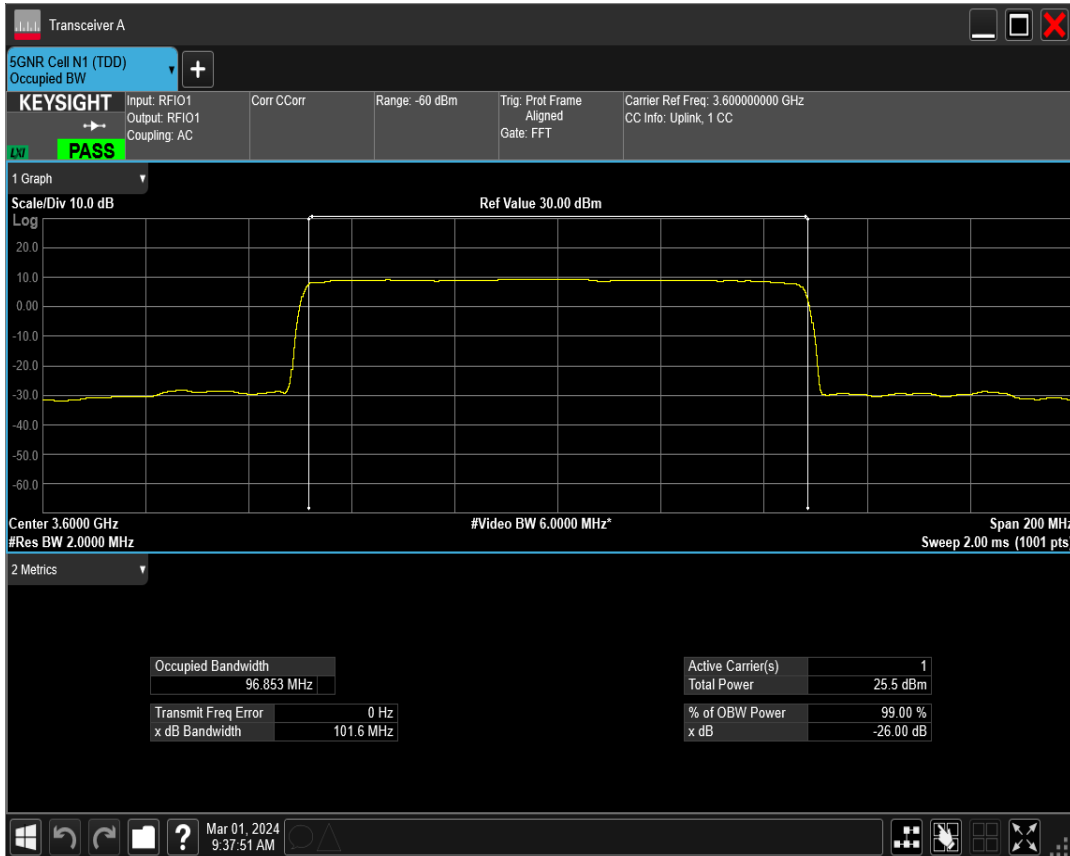 Transceiver A
5GNR Cell N1 (TDD)
Occupied BW
+
KEYSIGHT
LXI
PASS
Input: RFIO1
Output: RFIO1
Coupling: AC
Corr CCorr
Range: -60 dBm
Trig: Prot Frame
Aligned
Gate: FFT
Carrier Ref Freq: 3.600000000 GHz
CC Info: Uplink, 1 CC
1 Graph
Scale/Div 10.0 dB
Ref Value 30.00 dBm
Log
20.0
10.0
0.00
-10.0
-20.0
-30.0
-40.0
-50.0
-60.0
Center 3.6000 GHz
#Video BW 6.0000 MHz*
Span 200 MHz
#Res BW 2.0000 MHz
Sweep 2.00 ms (1001 pts)
2 Metrics
Occupied Bandwidth
96.853 MHz
Transmit Freq Error 0 Hz
x dB Bandwidth 101.6 MHz
Active Carrier(s) 1
Total Power 25.5 dBm
% of OBW Power 99.00 %
x dB -26.00 dB
?
Mar 01, 2024
9:37:51 AM